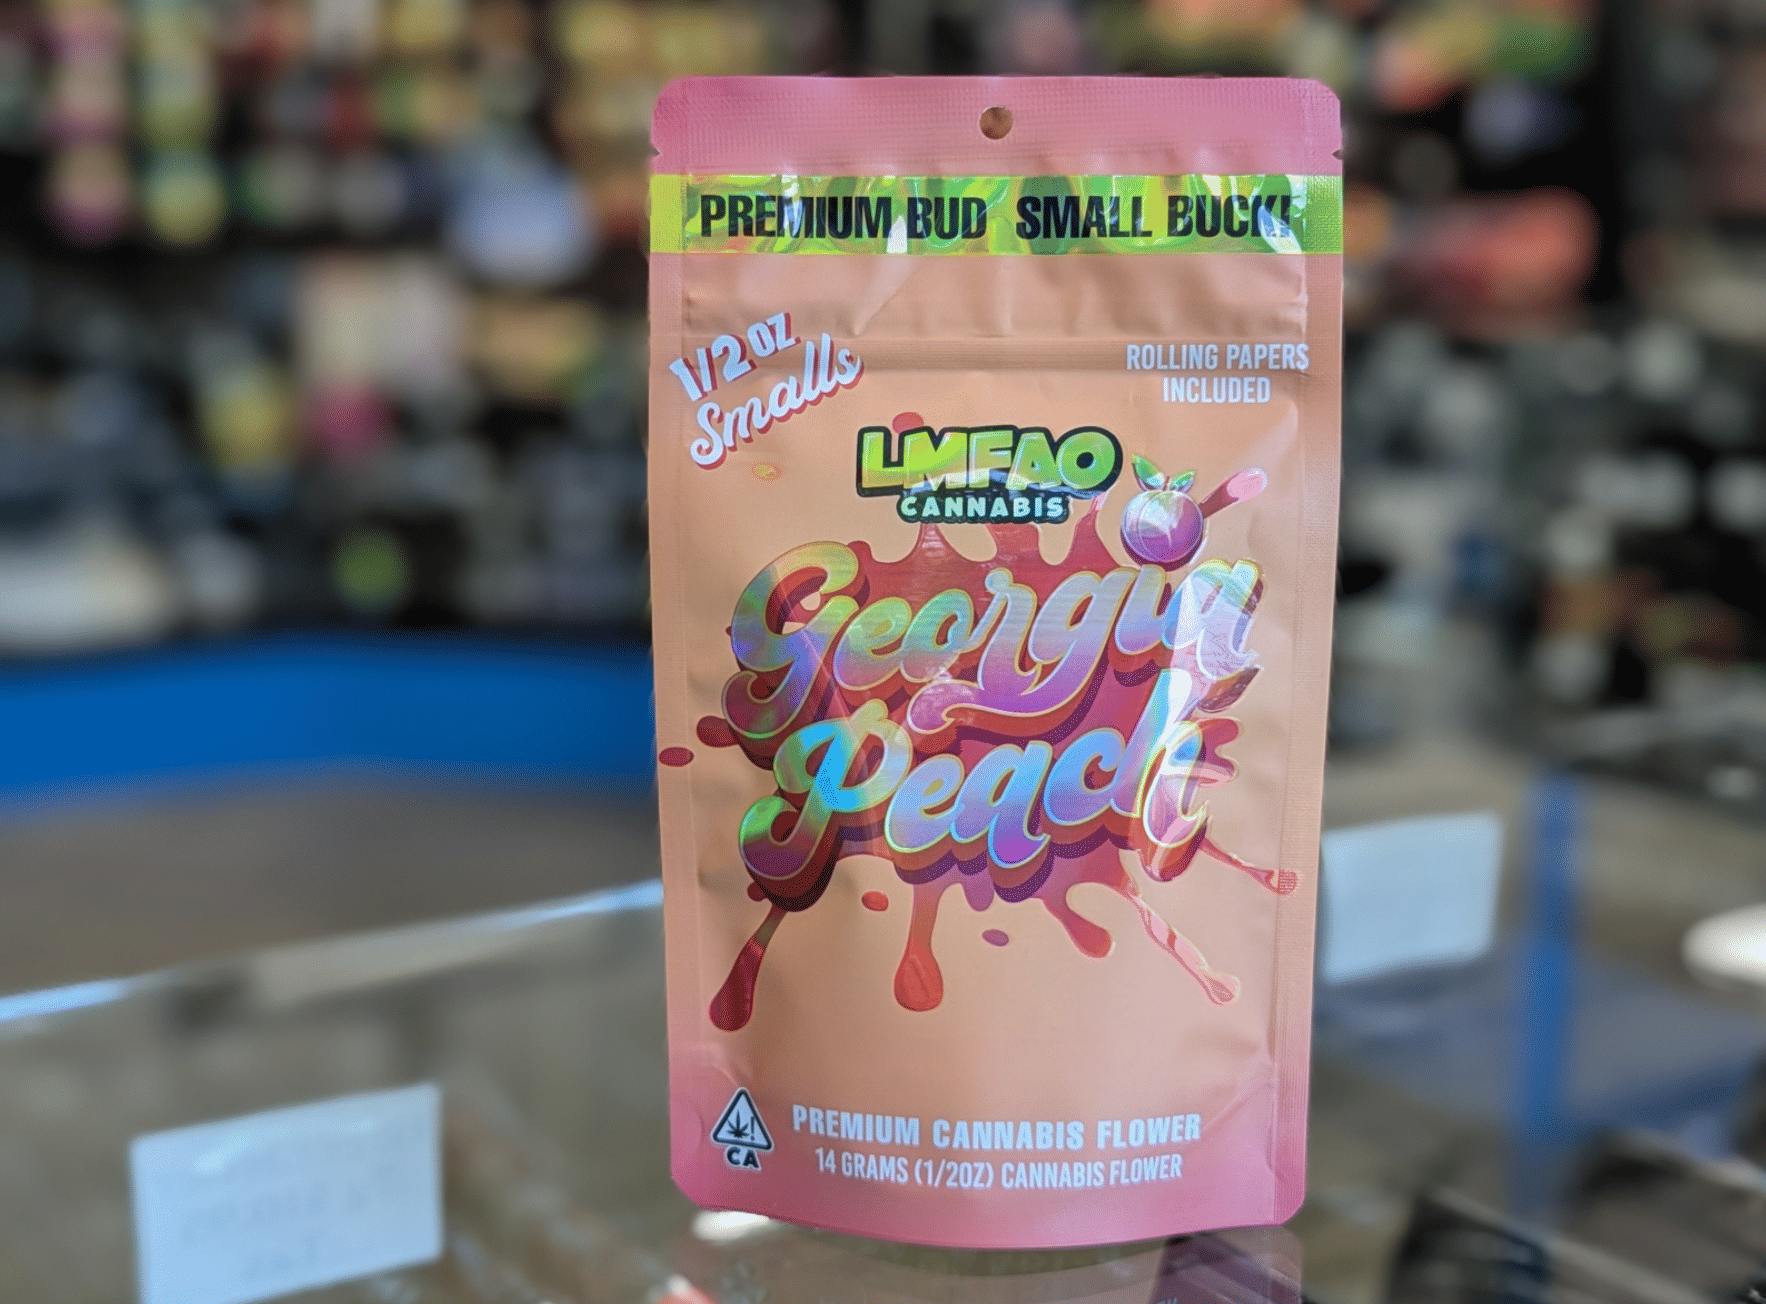 PREMIUM BUD SMALL BUCK!
1/2 OZ
Smalls
ROLLING PAPERS
INCLUDED
LMFAO
CANNABIS
Georgia
Peach
PREMIUM CANNABIS FLOWER
14 GRAMS (1/2OZ) CANNABIS FLOWER
CA